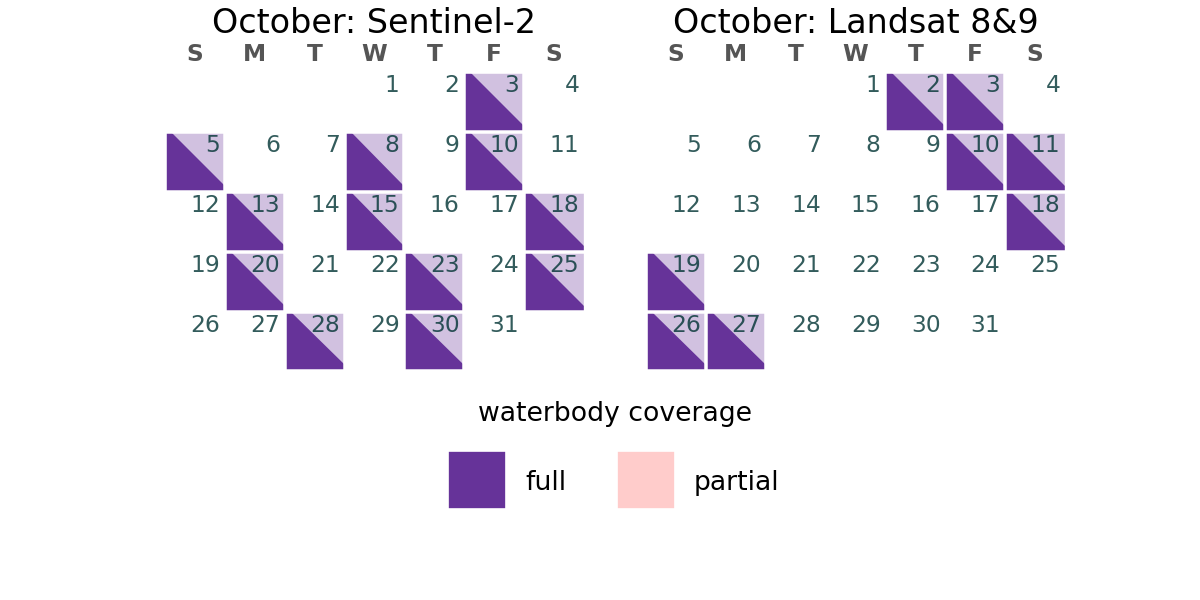 October: Sentinel-2
S M T W T F S
1 2 3 4
5 6 7 8 9 10 11
12 13 14 15 16 17 18
19 20 21 22 23 24 25
26 27 28 29 30 31
October: Landsat 8&9
S M T W T F S
1 2 3 4
5 6 7 8 9 10 11
12 13 14 15 16 17 18
19 20 21 22 23 24 25
26 27 28 29 30 31
waterbody coverage
full partial